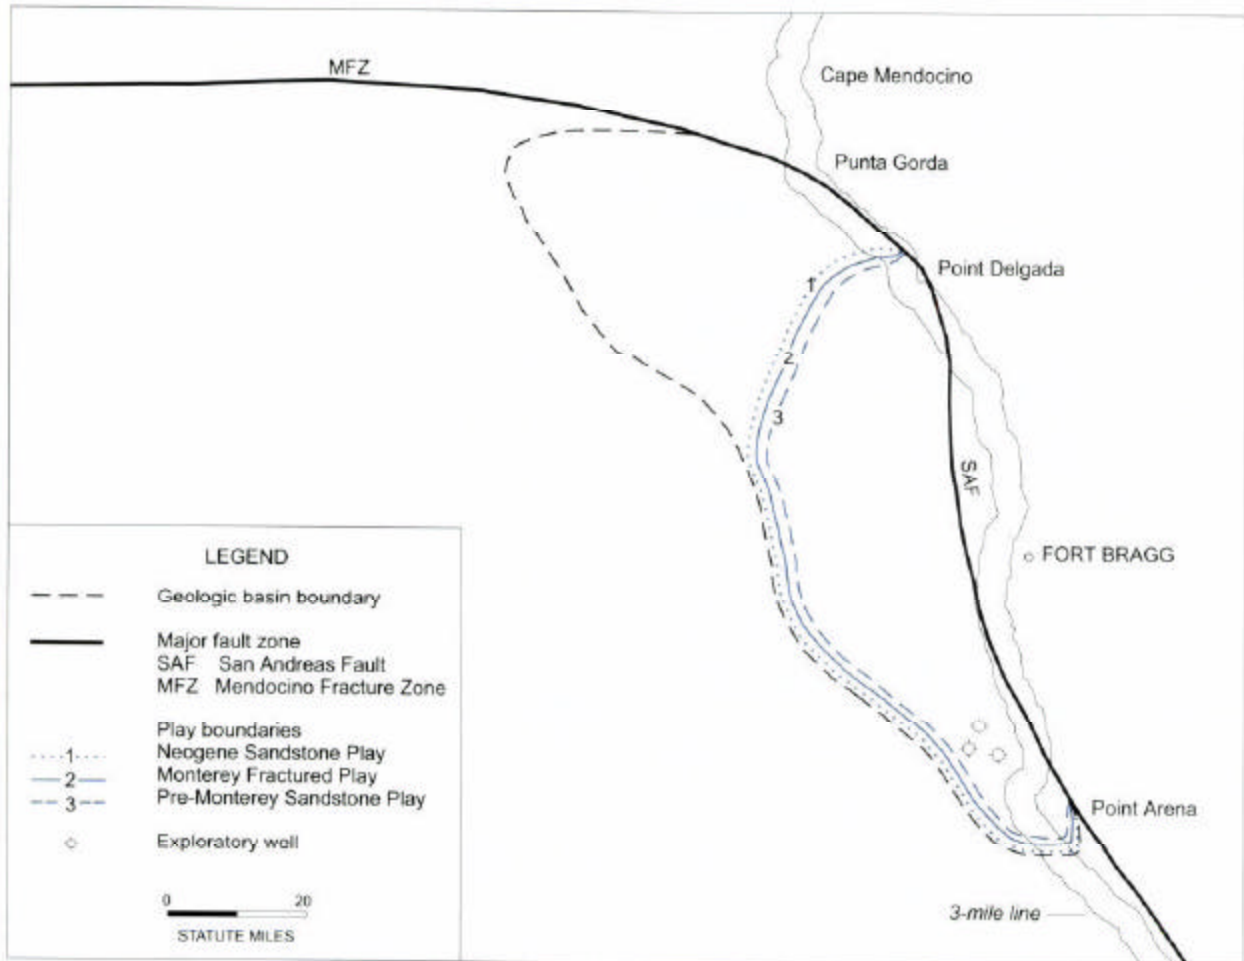 MFZ
Cape Mendocino
Punta Gorda
Point Delgada
1
2
3
SAF
FORT BRAGG
Point Arena
3-mile line
LEGEND
Geologic basin boundary
Major fault zone
SAF San Andreas Fault
MFZ Mendocino Fracture Zone
Play boundaries
1 Neogene Sandstone Play
2 Monterey Fractured Play
3 Pre-Monterey Sandstone Play
Exploratory well
0 20
STATUTE MILES